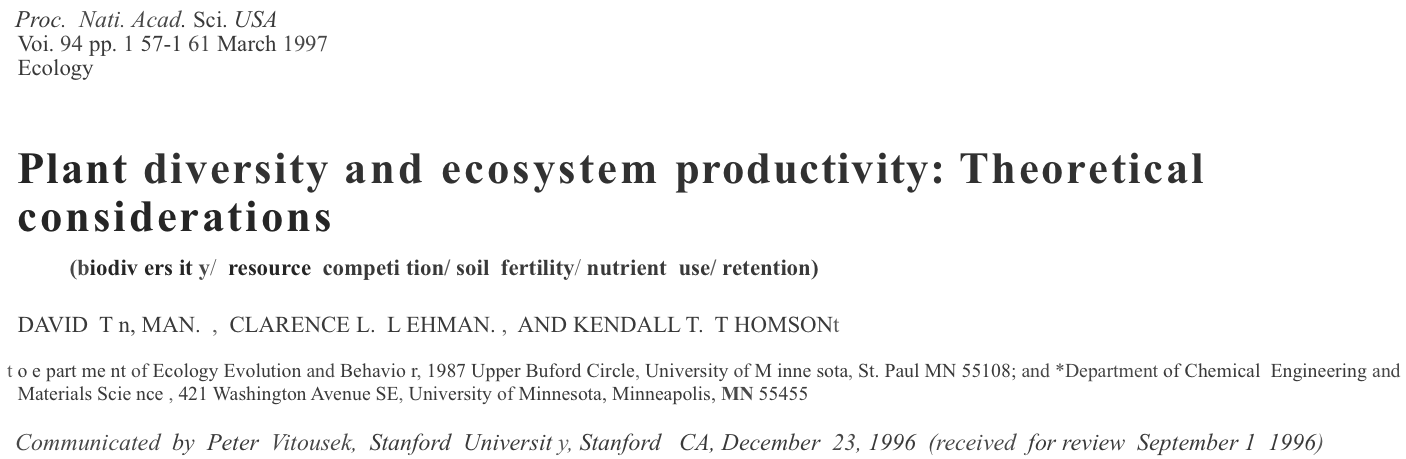 Proc. Nati. Acad. Sci. USA
Voi. 94 pp. 1 57-1 61 March 1997
Ecology
Plant diversity and ecosystem productivity: Theoretical
considerations
(biodiv ers it y/ resource competi tion/ soil fertility/ nutrient use/ retention)
DAVID T n, MAN. , CLARENCE L. L EHMAN. , AND KENDALL T. T HOMSONt
t o e part me nt of Ecology Evolution and Behavio r, 1987 Upper Buford Circle, University of M inne sota, St. Paul MN 55108; and *Department of Chemical Engineering and
Materials Scie nce , 421 Washington Avenue SE, University of Minnesota, Minneapolis, MN 55455
Communicated by Peter Vitousek, Stanford Universit y, Stanford CA, December 23, 1996 (received for review September 1 1996)